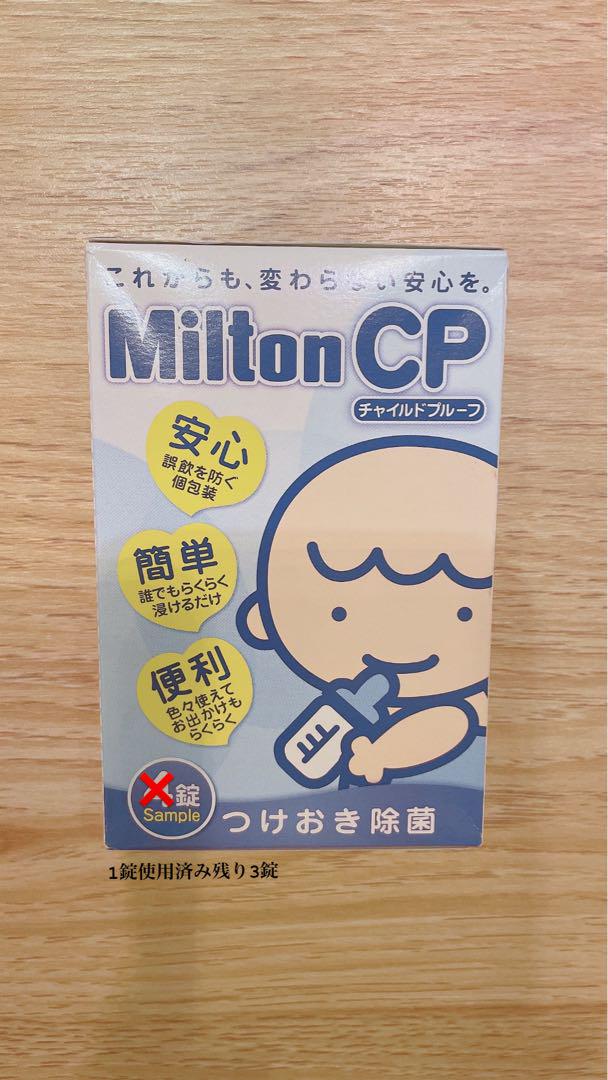 これからも、変わらない安心を。
Milton CP
チャイルドプルーフ
安心
誤飲を防ぐ
個包装
簡単
誰でもらくらく
浸けるだけ
便利
色々使えて
お出かけも
らくらく
4錠
Sample
つけおき除菌
1錠使用済み残り3錠